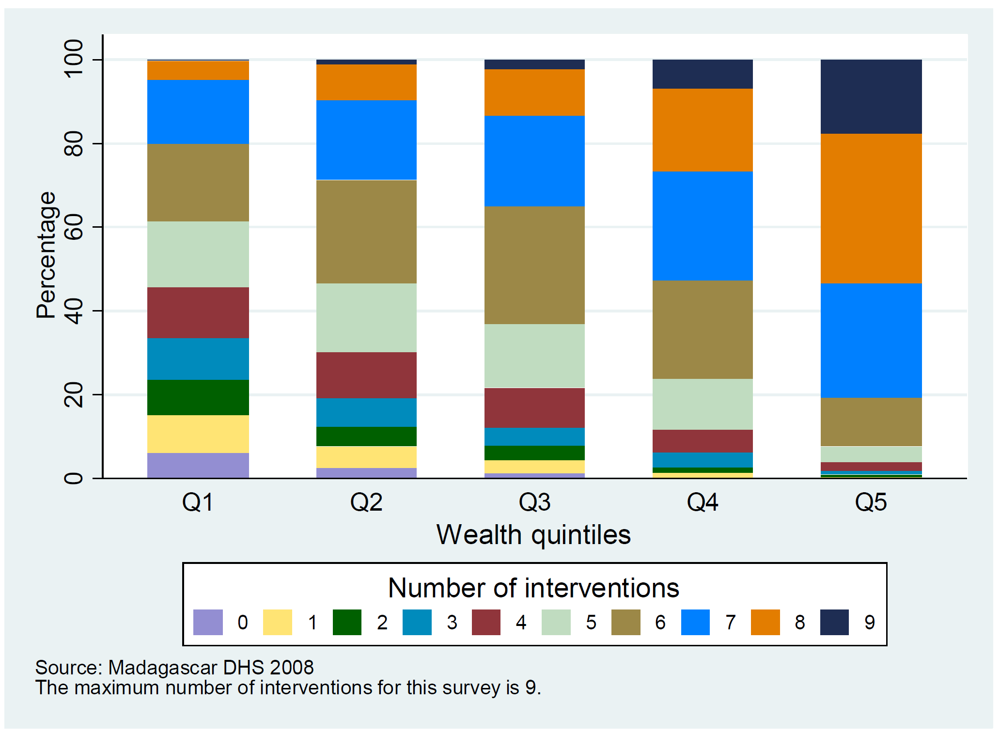 100
80
60
40
20
0
Percentage
Q1 Q2 Q3 Q4 Q5
Wealth quintiles
Number of interventions
0 1 2 3 4 5 6 7 8 9
Source: Madagascar DHS 2008
The maximum number of interventions for this survey is 9.